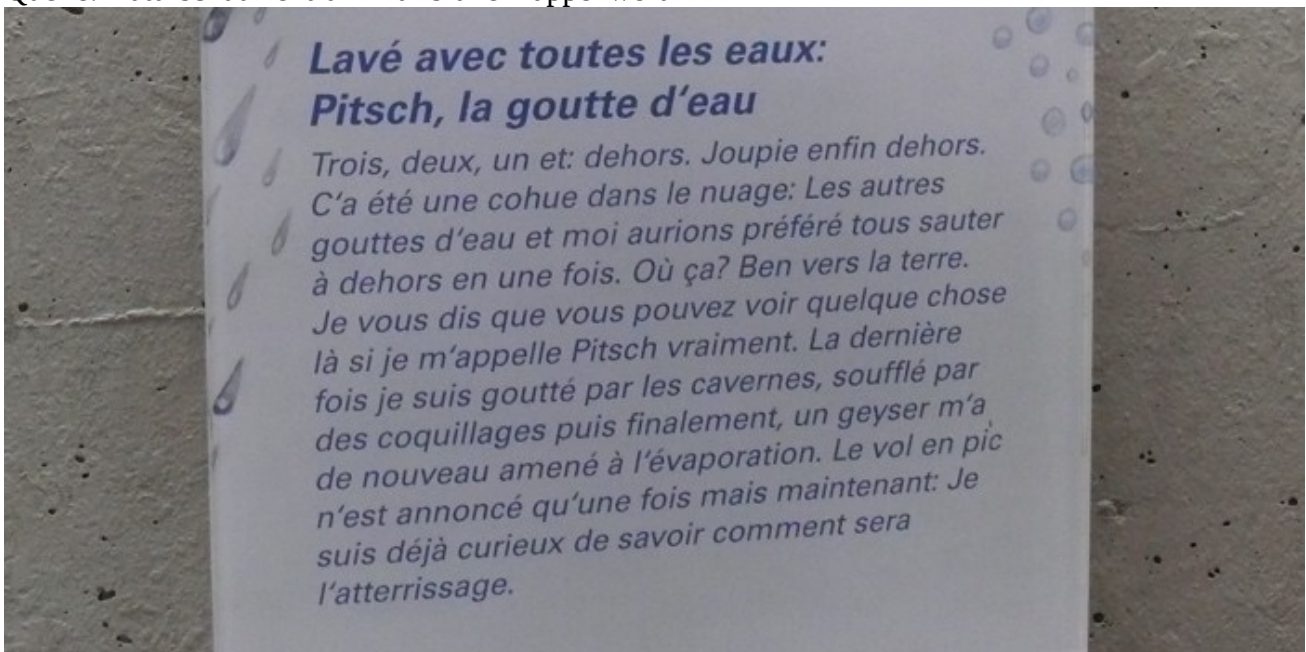 Lavé avec toutes les eaux:
Pitsch, la goutte d'eau
Trois, deux, un et: dehors. Joupie enfin dehors.
C'a été une cohue dans le nuage: Les autres
gouttes d'eau et moi aurions préféré tous sauter
à dehors en une fois. Où ça? Ben vers la terre.
Je vous dis que vous pouvez voir quelque chose
là si je m'appelle Pitsch vraiment. La dernière
fois je suis goutté par les cavernes, soufflé par
des coquillages puis finalement, un geyser m'a
de nouveau amené à l'évaporation. Le vol en pic
n'est annoncé qu'une fois mais maintenant: Je
suis déjà curieux de savoir comment sera
l'atterrissage.